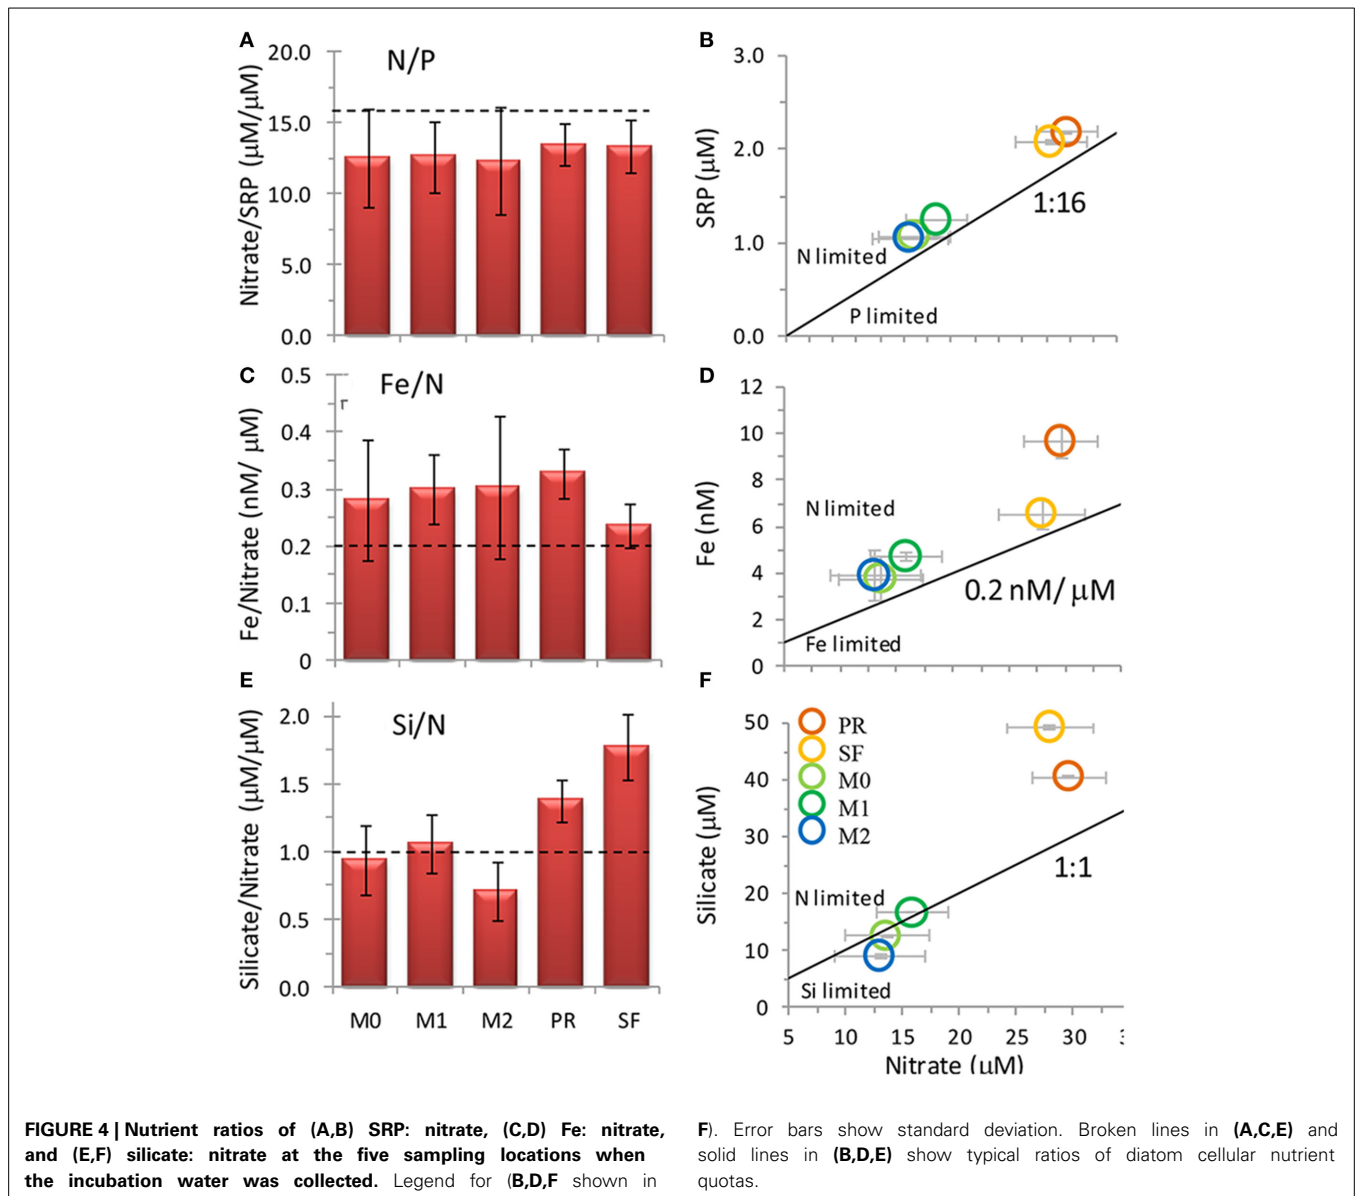 A
N/P
Nitrate/SRP (µM/µM)
20.0
15.0
10.0
5.0
0.0
B
SRP (µM)
3.0
2.0
1.0
0.0
1:16
N limited
P limited
C
Fe/N
Fe/Nitrate (nM/ µM)
0.5
0.4
0.3
0.2
0.1
0
D
Fe (nM)
12
10
8
6
4
2
0
N limited
0.2 nM/ µM
Fe limited
E
Si/N
Silicate/Nitrate (µM/µM)
2.0
1.5
1.0
0.5
0.0
M0 M1 M2 PR SF
F
Silicate (µM)
50
40
30
20
10
0
PR
SF
M0
M1
M2
1:1
N limited
Si limited
5 10 15 20 25 30
Nitrate (µM)
FIGURE 4 | Nutrient ratios of (A,B) SRP: nitrate, (C,D) Fe: nitrate,
and (E,F) silicate: nitrate at the five sampling locations when
the incubation water was collected. Legend for (B,D,F shown in
F). Error bars show standard deviation. Broken lines in (A,C,E) and
solid lines in (B,D,E) show typical ratios of diatom cellular nutrient
quotas.